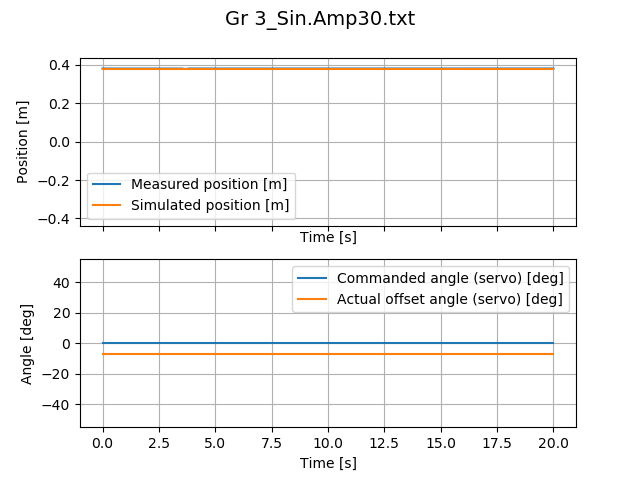 Gr 3_Sin.Amp30.txt
0.4
0.2
0.0
−0.2
−0.4
Position [m]
Measured position [m]
Simulated position [m]
Time [s]
40
20
0
−20
−40
Angle [deg]
Commanded angle (servo) [deg]
Actual offset angle (servo) [deg]
0.0 2.5 5.0 7.5 10.0 12.5 15.0 17.5 20.0
Time [s]